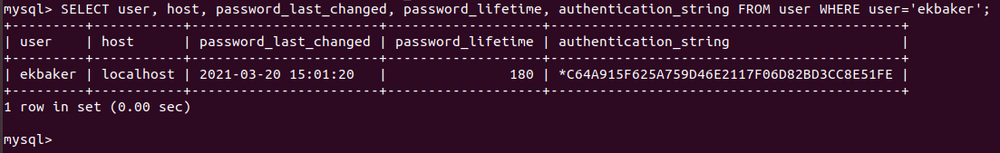 mysql> SELECT user, host, password_last_changed, password_lifetime, authentication_string FROM user WHERE user='ekbaker';
+---------+-----------+-----------------------+-------------------+-------------------------------------------+
| user    | host      | password_last_changed | password_lifetime | authentication_string                     |
+---------+-----------+-----------------------+-------------------+-------------------------------------------+
| ekbaker | localhost | 2021-03-20 15:01:20   |               180 | *C64A915F625A759D46E2117F06D82BD3CC8E51FE |
+---------+-----------+-----------------------+-------------------+-------------------------------------------+
1 row in set (0.00 sec)
mysql>